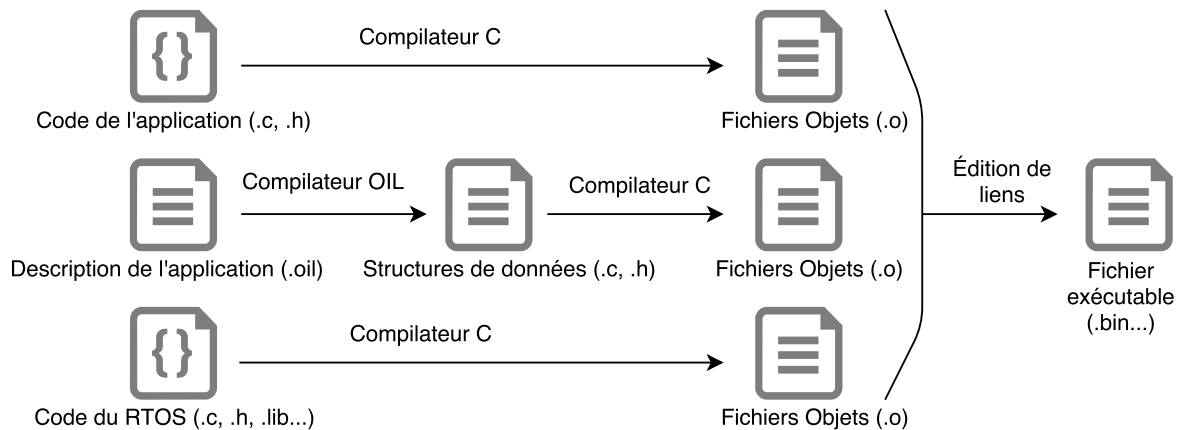 {}
Compilateur C
Code de l'application (.c, .h)
Fichiers Objets (.o)
Compilateur OIL
Compilateur C
Description de l'application (.oil)
Structures de données (.c, .h)
Fichiers Objets (.o)
{}
Compilateur C
Code du RTOS (.c, .h, .lib...)
Fichiers Objets (.o)
Édition de
liens
Fichier
exécutable
(.bin...)